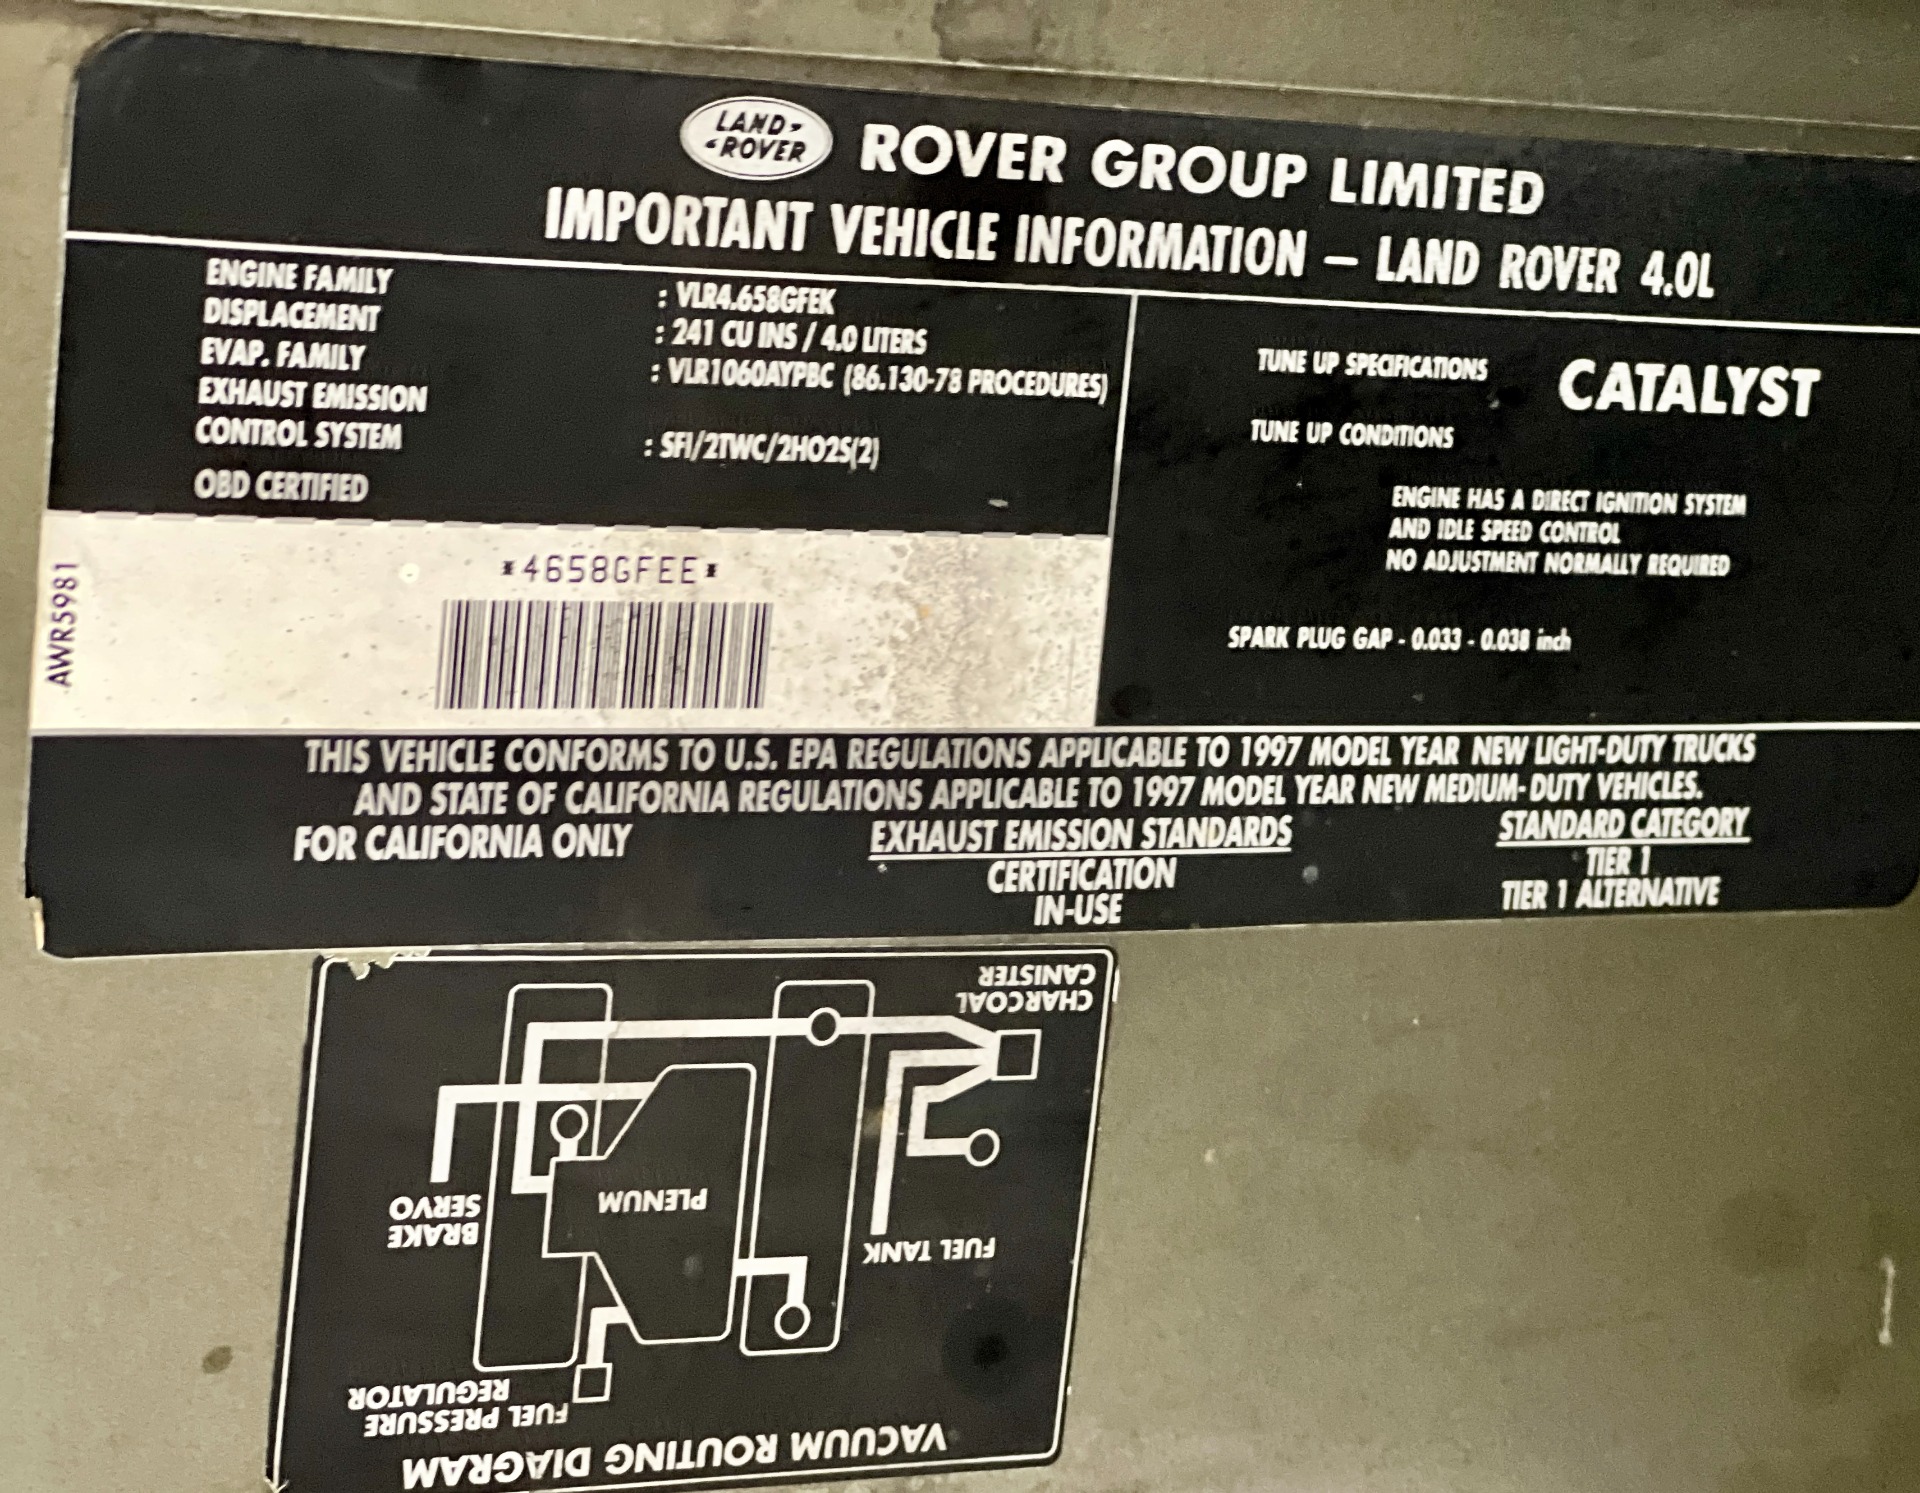 LAND ROVER
ROVER GROUP LIMITED
IMPORTANT VEHICLE INFORMATION – LAND ROVER 4.0L
ENGINE FAMILY : VLR4.658GFEK
DISPLACEMENT : 241 CU INS / 4.0 LITERS
EVAP. FAMILY : VLR1060AYPBC (86.130-78 PROCEDURES)
EXHAUST EMISSION
CONTROL SYSTEM : SFI/2TWC/2HO2S(2)
OBD CERTIFIED
TUNE UP SPECIFICATIONS
CATALYST
TUNE UP CONDITIONS
ENGINE HAS A DIRECT IGNITION SYSTEM
AND IDLE SPEED CONTROL
NO ADJUSTMENT NORMALLY REQUIRED
SPARK PLUG GAP - 0.033 - 0.038 inch
AWR5981
*4658GFEE*
THIS VEHICLE CONFORMS TO U.S. EPA REGULATIONS APPLICABLE TO 1997 MODEL YEAR NEW LIGHT-DUTY TRUCKS
AND STATE OF CALIFORNIA REGULATIONS APPLICABLE TO 1997 MODEL YEAR NEW MEDIUM-DUTY VEHICLES.
FOR CALIFORNIA ONLY
EXHAUST EMISSION STANDARDS
CERTIFICATION
IN-USE
STANDARD CATEGORY
TIER 1
TIER 1 ALTERNATIVE
VACUUM ROUTING DIAGRAM
FUEL PRESSURE
REGULATOR
FUEL TANK
BRAKE
SERVO
PLENUM
CHARCOAL
CANISTER